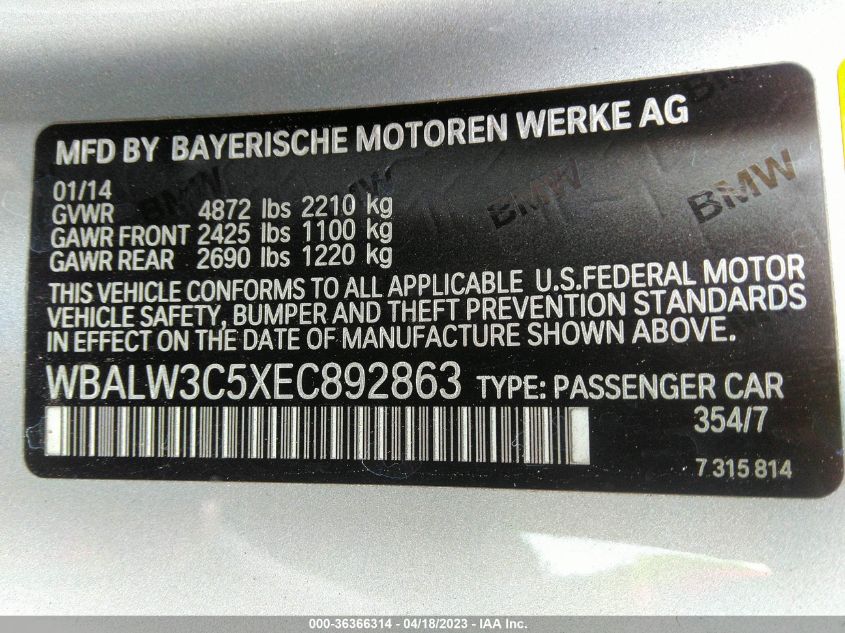 MFD BY BAYERISCHE MOTOREN WERKE AG
01/14
GVWR 4872 lbs 2210 kg
GAWR FRONT 2425 lbs 1100 kg
GAWR REAR 2690 lbs 1220 kg
THIS VEHICLE CONFORMS TO ALL APPLICABLE U.S.FEDERAL MOTOR
VEHICLE SAFETY, BUMPER AND THEFT PREVENTION STANDARDS
IN EFFECT ON THE DATE OF MANUFACTURE SHOWN ABOVE.
WBALW3C5XEC892863 TYPE: PASSENGER CAR
354/7
7 315 814
BMW
BMW
BMW
BMW
000-36366314 - 04/18/2023 - IAA Inc.